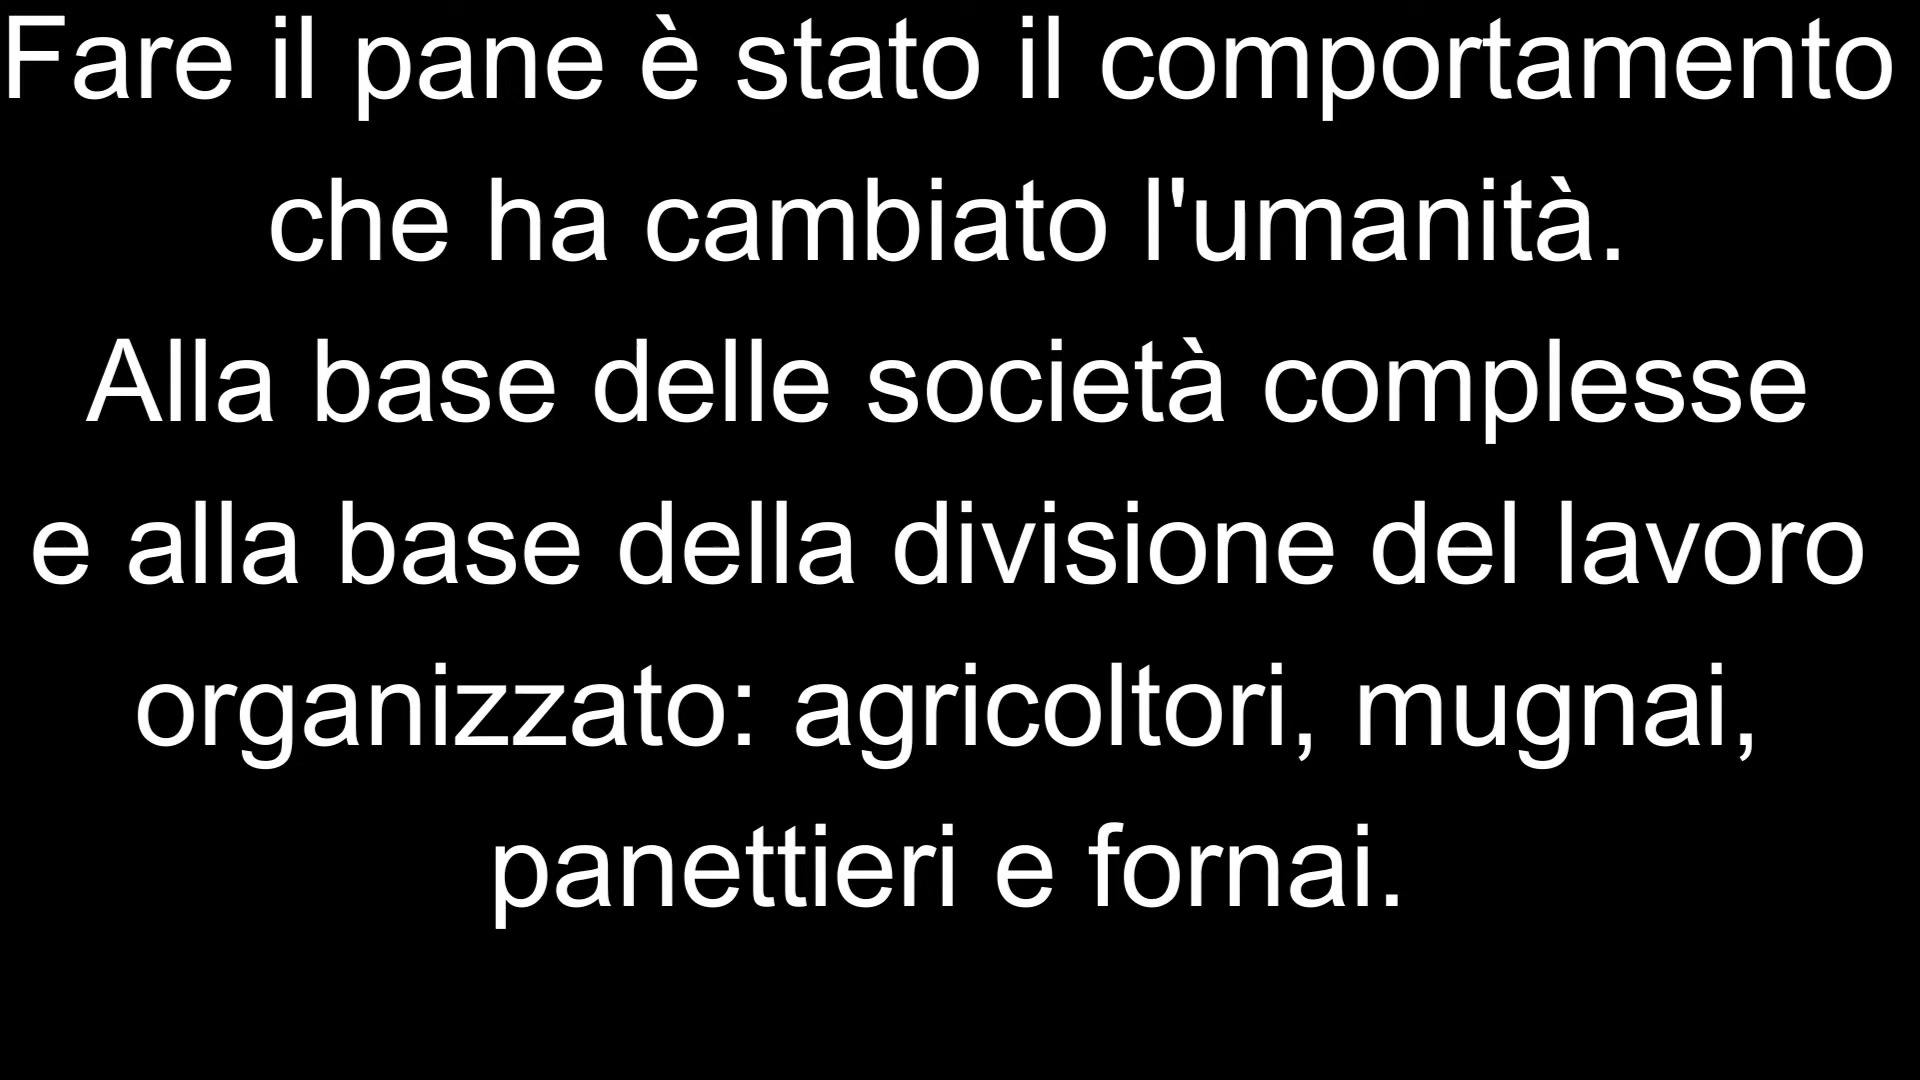 Fare il pane è stato il comportamento
che ha cambiato l'umanità.
Alla base delle società complesse
e alla base della divisione del lavoro
organizzato: agricoltori, mugnai,
panettieri e fornai.